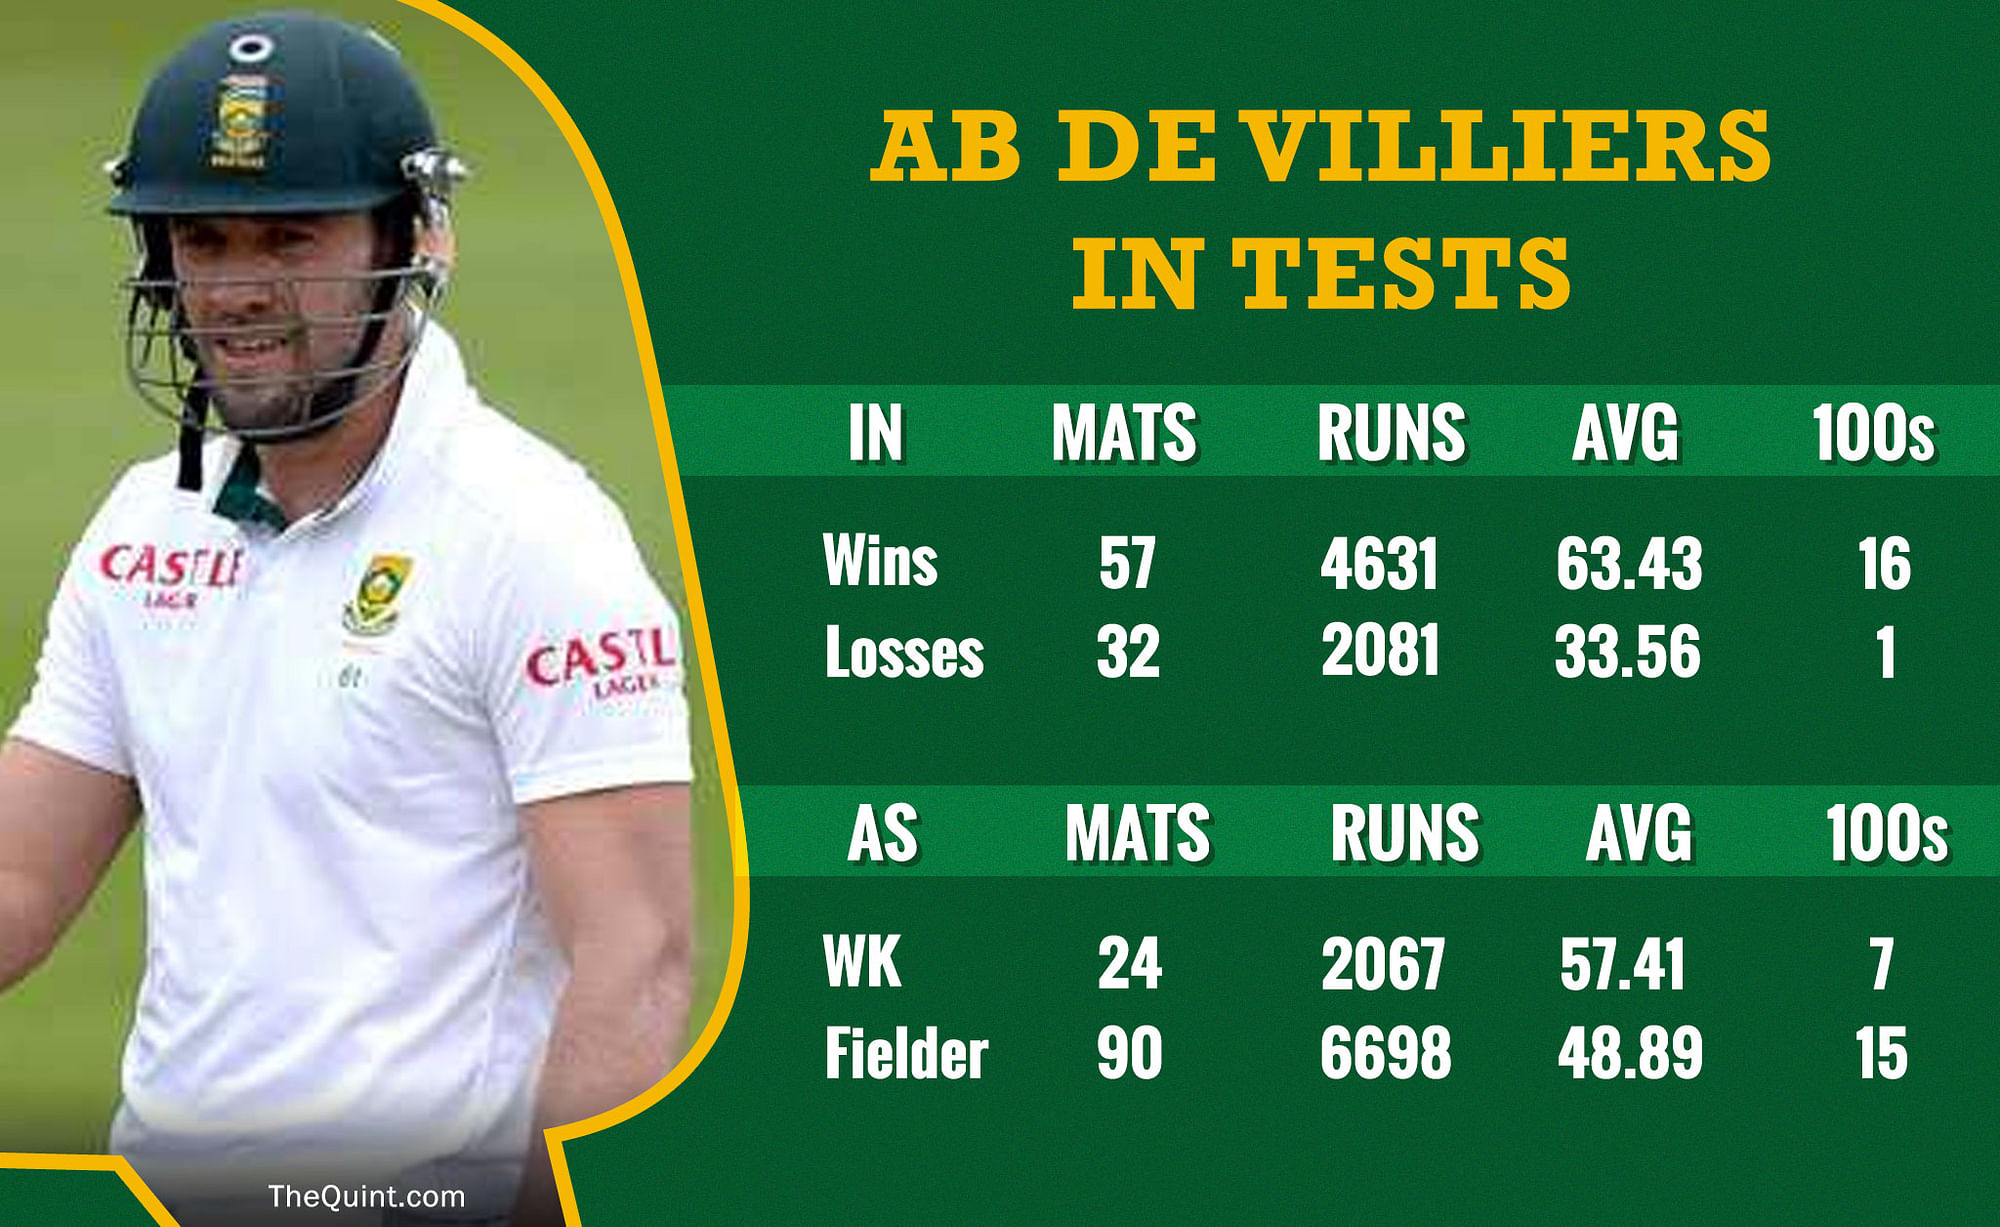 AB DE VILLIERS
IN TESTS
IN MATS RUNS AVG 100s
Wins 57 4631 63.43 16
Losses 32 2081 33.56 1
AS MATS RUNS AVG 100s
WK 24 2067 57.41 7
Fielder 90 6698 48.89 15
CASTLE
LAGER
CASTL
LAGER
TheQuint.com